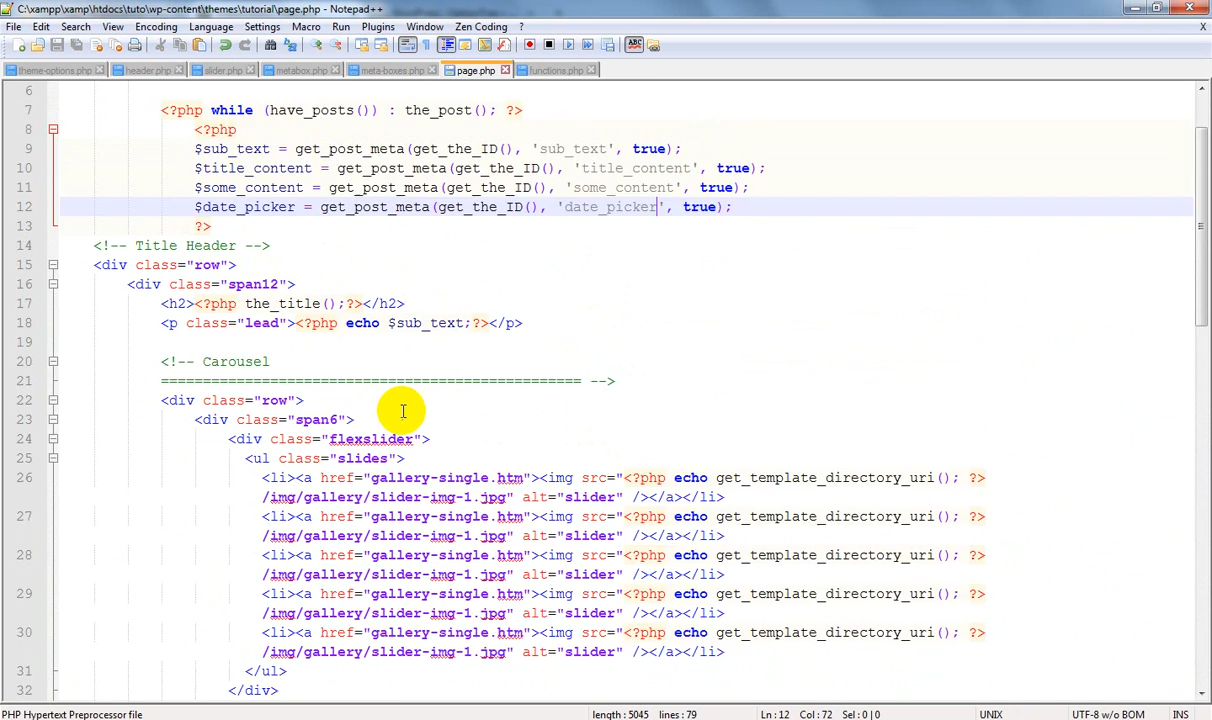 C:\xampp\xamp\htdocs\tuto\wp-content\themes\tutorial\page.php - Notepad++
File Edit Search View Encoding Language Settings Macro Run Plugins Window Zen Coding ? X
theme-options.php header.php slider.php metabox.php meta-boxes.php page.php functions.php
6
7 <?php while (have_posts()) : the_post(); ?>
8 <?php
9 $sub_text = get_post_meta(get_the_ID(), 'sub_text', true);
10 $title_content = get_post_meta(get_the_ID(), 'title_content', true);
11 $some_content = get_post_meta(get_the_ID(), 'some_content', true);
12 $date_picker = get_post_meta(get_the_ID(), 'date_picker', true);
13 ?>
14 <!-- Title Header -->
15 <div class="row">
16 <div class="span12">
17 <h2><?php the_title();?></h2>
18 <p class="lead"><?php echo $sub_text;?></p>
19
20 <!-- Carousel
21 ================================================== -->
22 <div class="row">
23 <div class="span6">
24 <div class="flexslider">
25 <ul class="slides">
26 <li><a href="gallery-single.htm"><img src="<?php echo get_template_directory_uri(); ?>
/img/gallery/slider-img-1.jpg" alt="slider" /></a></li>
27 <li><a href="gallery-single.htm"><img src="<?php echo get_template_directory_uri(); ?>
/img/gallery/slider-img-1.jpg" alt="slider" /></a></li>
28 <li><a href="gallery-single.htm"><img src="<?php echo get_template_directory_uri(); ?>
/img/gallery/slider-img-1.jpg" alt="slider" /></a></li>
29 <li><a href="gallery-single.htm"><img src="<?php echo get_template_directory_uri(); ?>
/img/gallery/slider-img-1.jpg" alt="slider" /></a></li>
30 <li><a href="gallery-single.htm"><img src="<?php echo get_template_directory_uri(); ?>
/img/gallery/slider-img-1.jpg" alt="slider" /></a></li>
31 </ul>
32 </div>
PHP Hypertext Preprocessor file length : 5045 lines : 79 Ln : 12 Col : 72 Sel : 0 | 0 UNIX UTF-8 w/o BOM INS